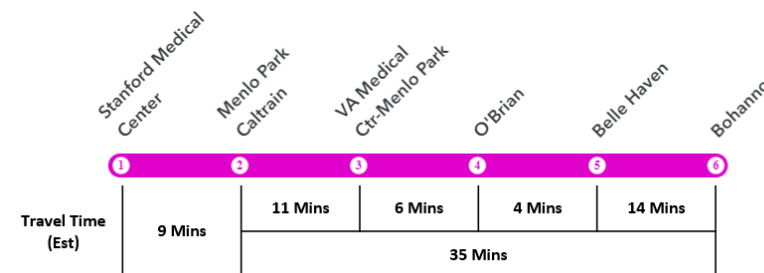 Stanford Medical
Center
Menlo Park
Caltrain
VA Medical
Ctr-Menlo Park
O'Brian
Belle Haven
1
2
3
4
5
6
Travel Time
(Est)
9 Mins
11 Mins
6 Mins
4 Mins
14 Mins
35 Mins